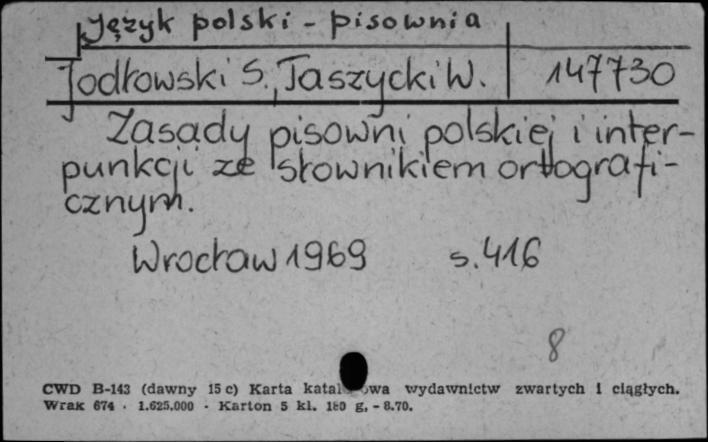 Język polski - pisownia
Jodłowski S., Taszycki W. 147730
Zasady pisowni polskiej i inter-
punkcji ze słownikiem ortografi-
cznym.
Wrocław 1969 s. 416
8
CWD B-143 (dawny 15 c) Karta wydawnictw zwartych i ciągłych.
Wrak 674 · 1.625.000 · Karton 5 kl. 180 g. - 8.70.